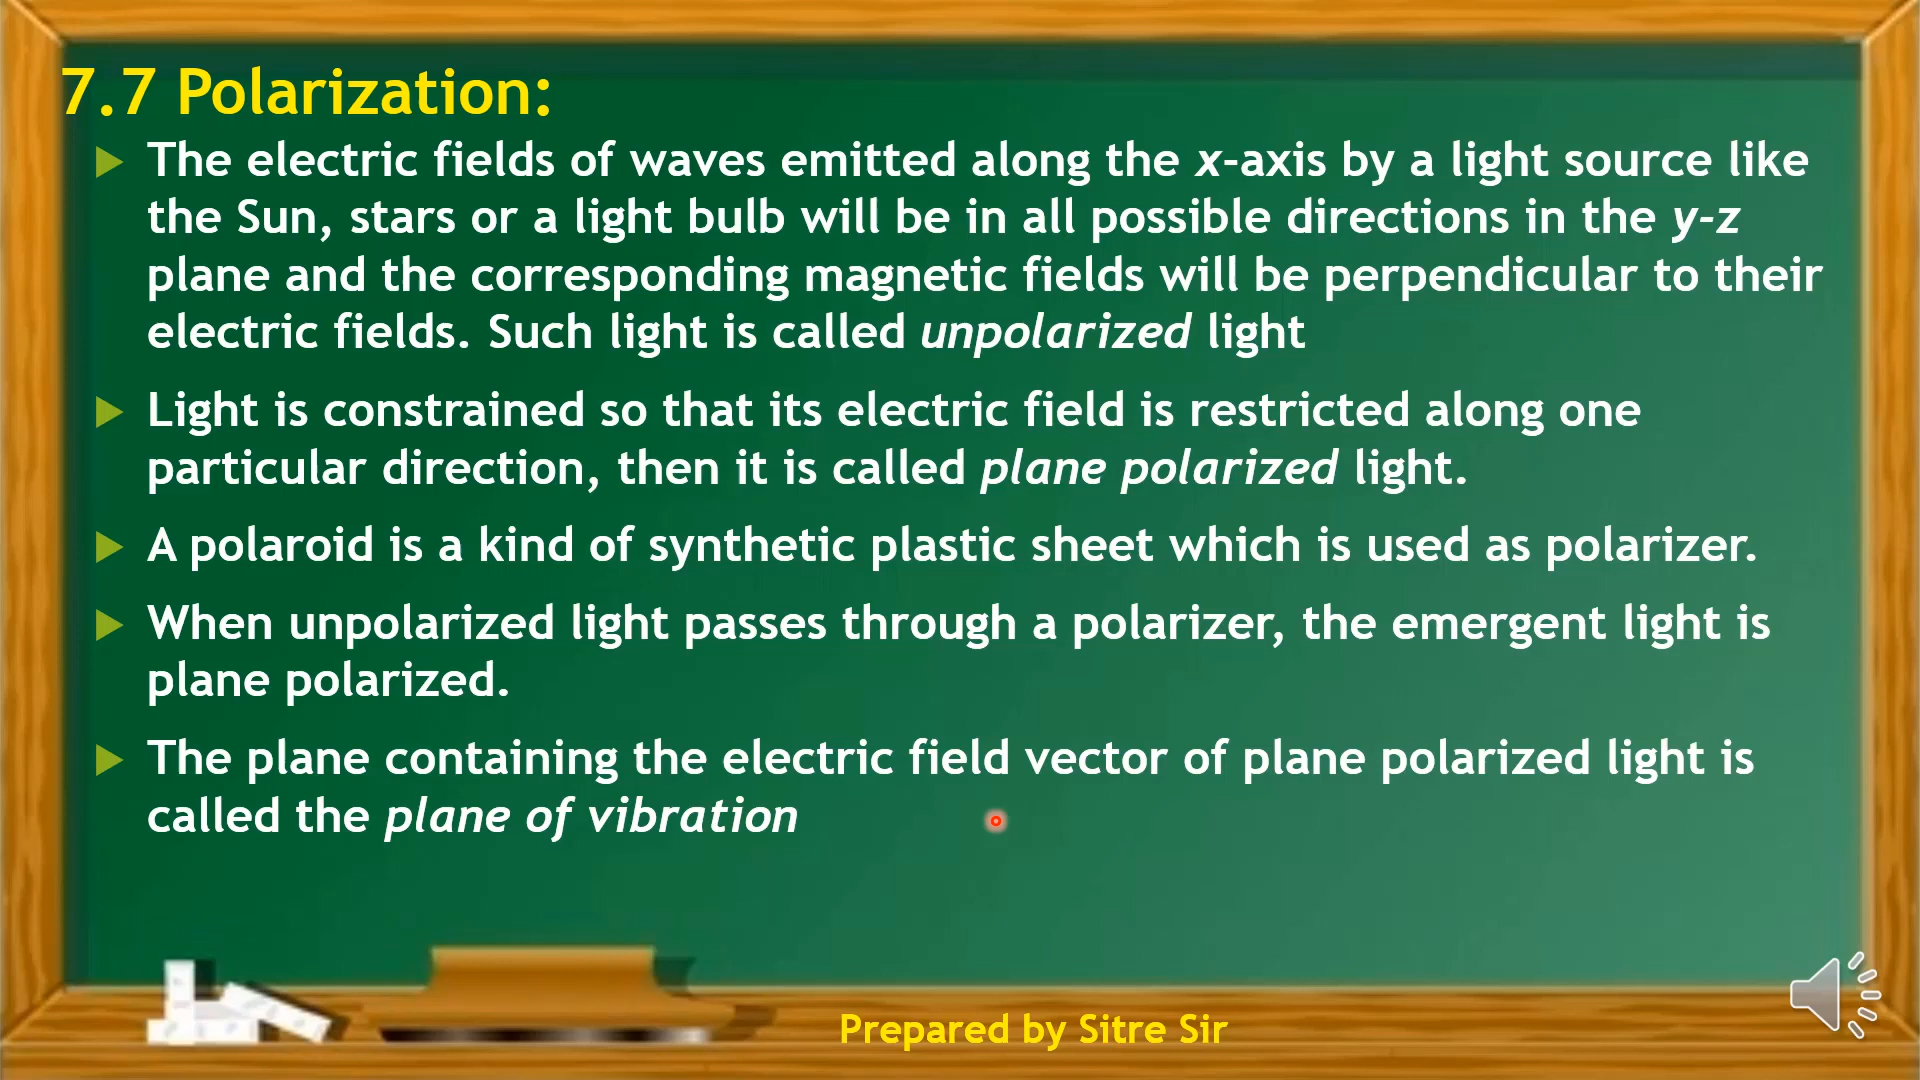 7.7 Polarization:
The electric fields of waves emitted along the x-axis by a light source like
the Sun, stars or a light bulb will be in all possible directions in the y-z
plane and the corresponding magnetic fields will be perpendicular to their
electric fields. Such light is called unpolarized light
Light is constrained so that its electric field is restricted along one
particular direction, then it is called plane polarized light.
A polaroid is a kind of synthetic plastic sheet which is used as polarizer.
When unpolarized light passes through a polarizer, the emergent light is
plane polarized.
The plane containing the electric field vector of plane polarized light is
called the plane of vibration
Prepared by Sitre Sir